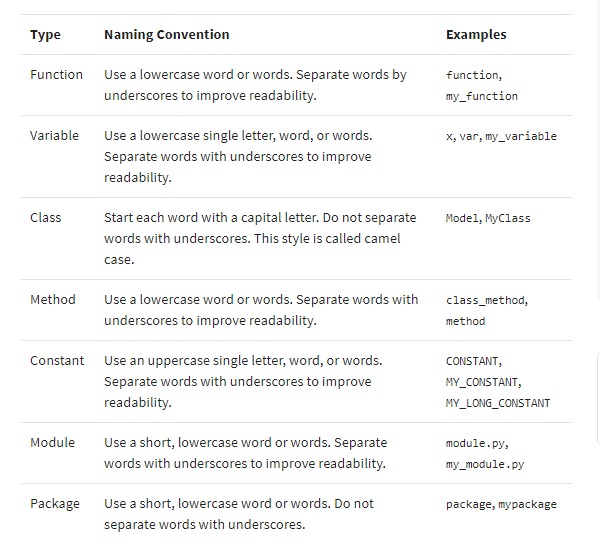 Type Naming Convention Examples
Function Use a lowercase word or words. Separate words by function,
underscores to improve readability. my_function
Variable Use a lowercase single letter, word, or words. x, var, my_variable
Separate words with underscores to improve
readability.
Class Start each word with a capital letter. Do not separate Model, MyClass
words with underscores. This style is called camel
case.
Method Use a lowercase word or words. Separate words with class_method,
underscores to improve readability. method
Constant Use an uppercase single letter, word, or words. CONSTANT,
Separate words with underscores to improve MY_CONSTANT,
readability. MY_LONG_CONSTANT
Module Use a short, lowercase word or words. Separate module.py,
words with underscores to improve readability. my_module.py
Package Use a short, lowercase word or words. Do not package, mypackage
separate words with underscores.